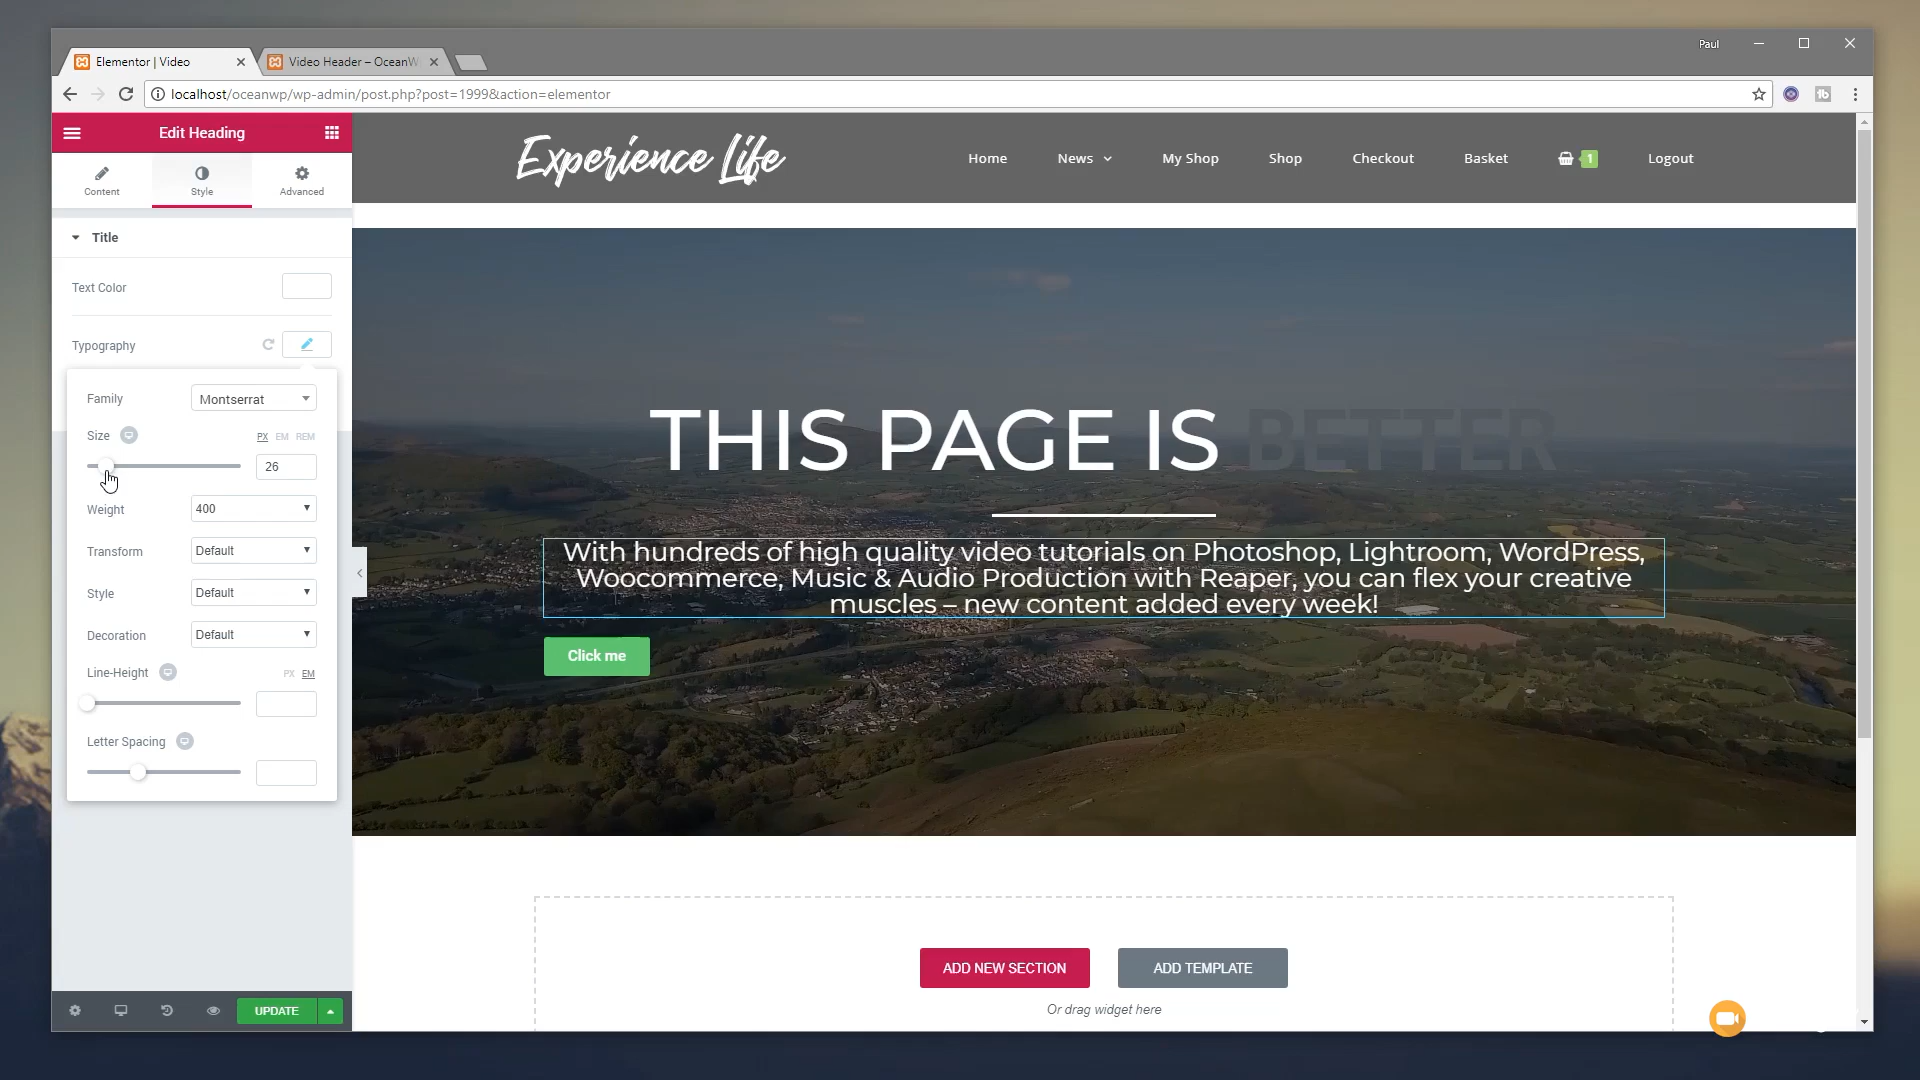 Paul
Elementor | Video
Video Header – OceanW
localhost/oceanwp/wp-admin/post.php?post=1999&action=elementor
Edit Heading
Content
Style
Advanced
Title
Text Color
Typography
Family
Montserrat
Size
PX EM REM
26
Weight
400
Transform
Default
Style
Default
Decoration
Default
Line-Height
PX EM
Letter Spacing
UPDATE
Experience Life
Home
News
My Shop
Shop
Checkout
Basket
1
Logout
THIS PAGE IS BETTER
With hundreds of high quality video tutorials on Photoshop, Lightroom, WordPress,
Woocommerce, Music & Audio Production with Reaper, you can flex your creative
muscles – new content added every week!
Click me
ADD NEW SECTION
ADD TEMPLATE
Or drag widget here